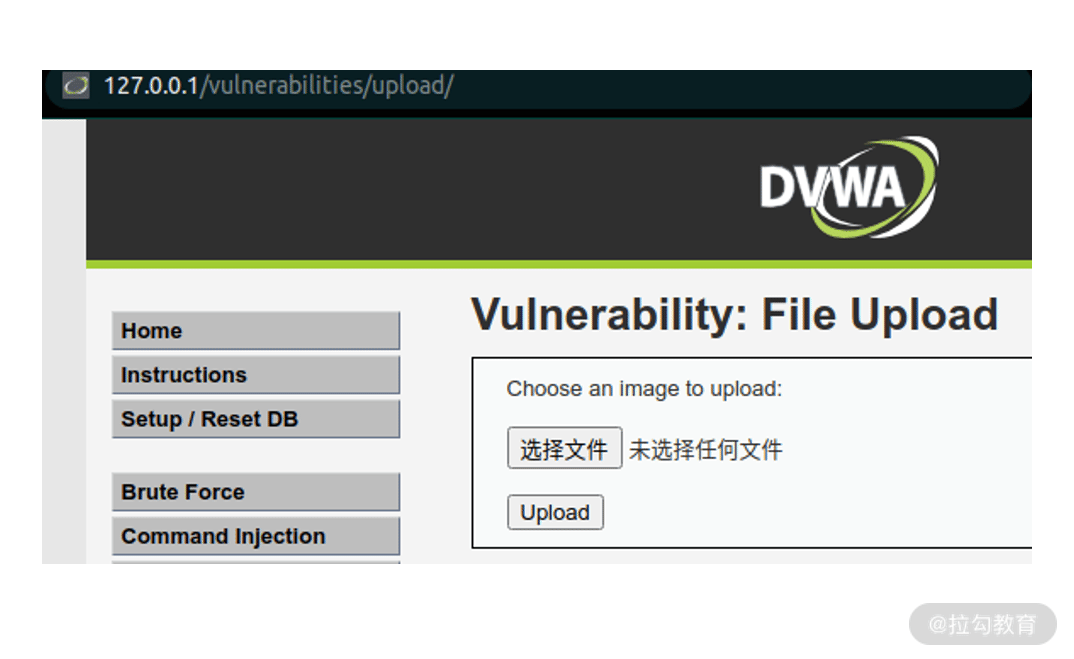 127.0.0.1/vulnerabilities/upload/
DVWA
Vulnerability: File Upload
Home
Instructions
Setup / Reset DB
Brute Force
Command Injection
Choose an image to upload:
选择文件 未选择任何文件
Upload
@拉勾教育